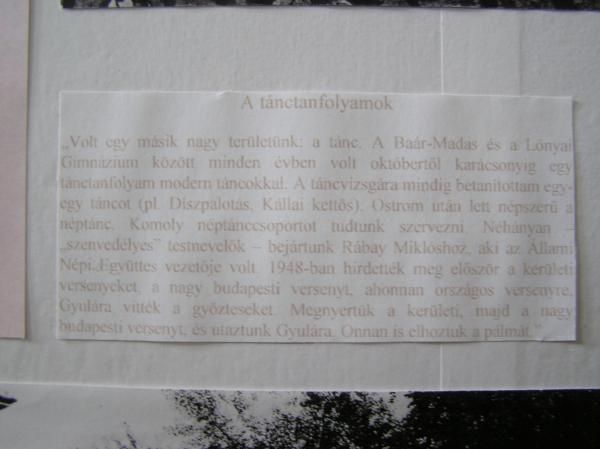 A tánctanfolyamok
„Volt egy másik nagy területünk: a tánc. A Baár-Madas és a Lónyai
Gimnázium között minden évben volt októbertől karácsonyig egy
tánctanfolyam modern táncokkal. A táncvizsgára mindig betanítottam egy-
egy táncot (pl. Díszpalotás, Kállai kettős). Ostrom után lett népszerű a
néptánc. Komoly néptánccsoportot tudtunk szervezni. Néhányan –
„szenvedélyes” testnevelők – bejártunk Rábay Miklóshoz, aki az Állami
Népi Együttes vezetője volt. 1948-ban hirdették meg először a kerületi
versenyeket, a nagy budapesti versenyt, ahonnan országos versenyre,
Gyulára vitték a győzteseket. Megnyertük a kerületi, majd a nagy
budapesti versenyt, és utaztunk Gyulára. Onnan is elhoztuk a pálmát.”